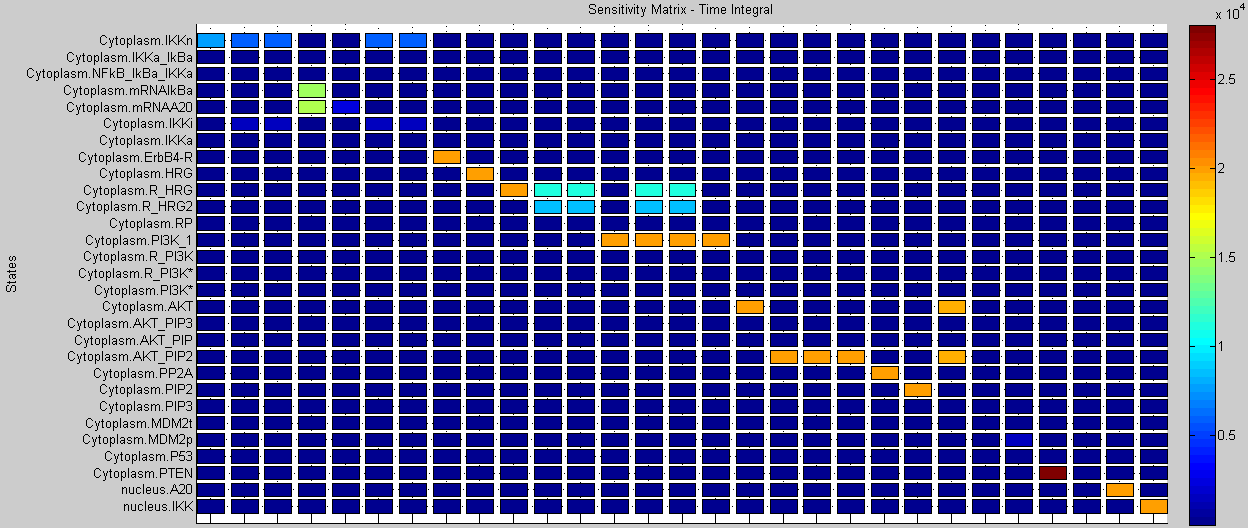 Sensitivity Matrix - Time Integral
x 10^4
Cytoplasm.IKKn
Cytoplasm.IKKa_IkBa
Cytoplasm.NFkB_IkBa_IKKa
Cytoplasm.mRNAIkBa
Cytoplasm.mRNAA20
Cytoplasm.IKKi
Cytoplasm.IKKa
Cytoplasm.ErbB4-R
Cytoplasm.HRG
Cytoplasm.R_HRG
Cytoplasm.R_HRG2
Cytoplasm.RP
Cytoplasm.PI3K_1
Cytoplasm.R_PI3K
Cytoplasm.R_PI3K*
Cytoplasm.PI3K*
Cytoplasm.AKT
Cytoplasm.AKT_PIP3
Cytoplasm.AKT_PIP
Cytoplasm.AKT_PIP2
Cytoplasm.PP2A
Cytoplasm.PIP2
Cytoplasm.PIP3
Cytoplasm.MDM2t
Cytoplasm.MDM2p
Cytoplasm.P53
Cytoplasm.PTEN
nucleus.A20
nucleus.IKK
States
2.5
2
1.5
1
0.5